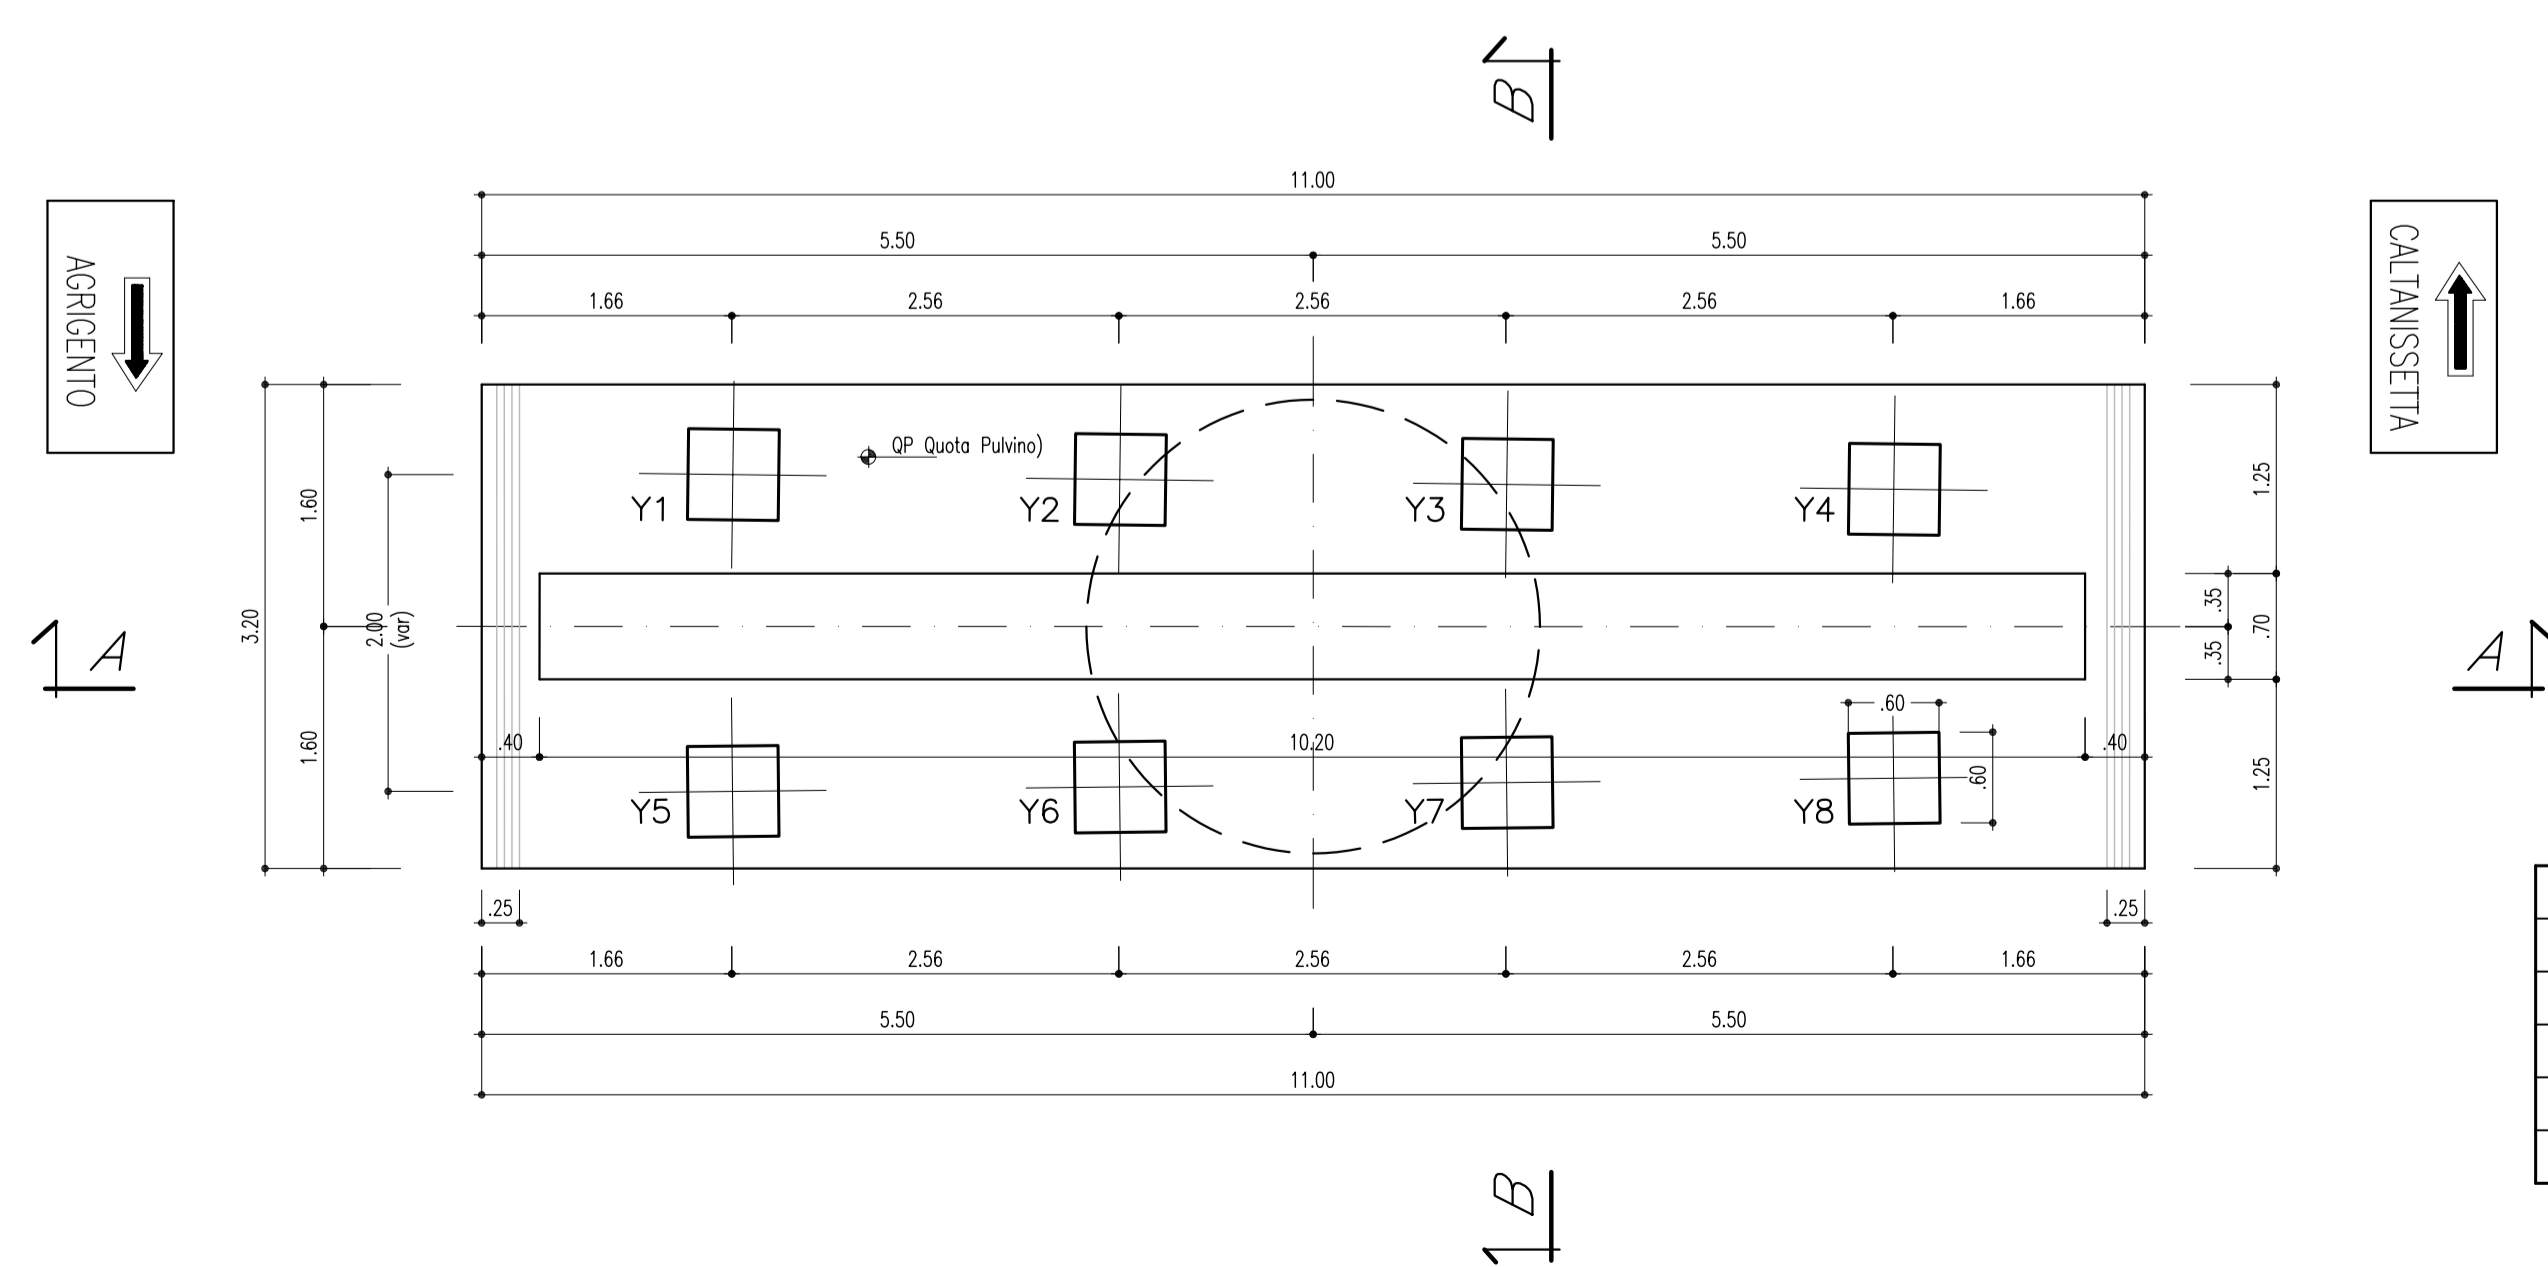 B
11.00
5.50 5.50
1.66 2.56 2.56 2.56 1.66
AGRIGENTO
CALTANISSETTA
QP Quota Pulvino)
Y1 Y2 Y3 Y4
1.60
1.25
3.20
2.00
(var)
.35
.70
.35
A A
1.60
.60
.40 10.20 .40
.60
1.25
Y5 Y6 Y7 Y8
.25 .25
1.66 2.56 2.56 2.56 1.66
5.50 5.50
11.00
B